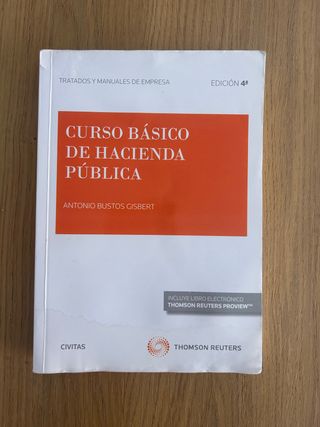 TRATADOS Y MANUALES DE EMPRESA
EDICIÓN 4ª
CURSO BÁSICO
DE HACIENDA
PÚBLICA
ANTONIO BUSTOS GISBERT
INCLUYE LIBRO ELECTRÓNICO
THOMSON REUTERS PROVIEW™
CIVITAS
THOMSON REUTERS